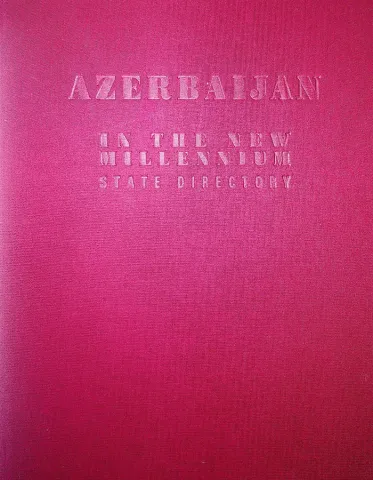 AZERBAIJAN
IN THE NEW
MILLENNIUM
STATE DIRECTORY